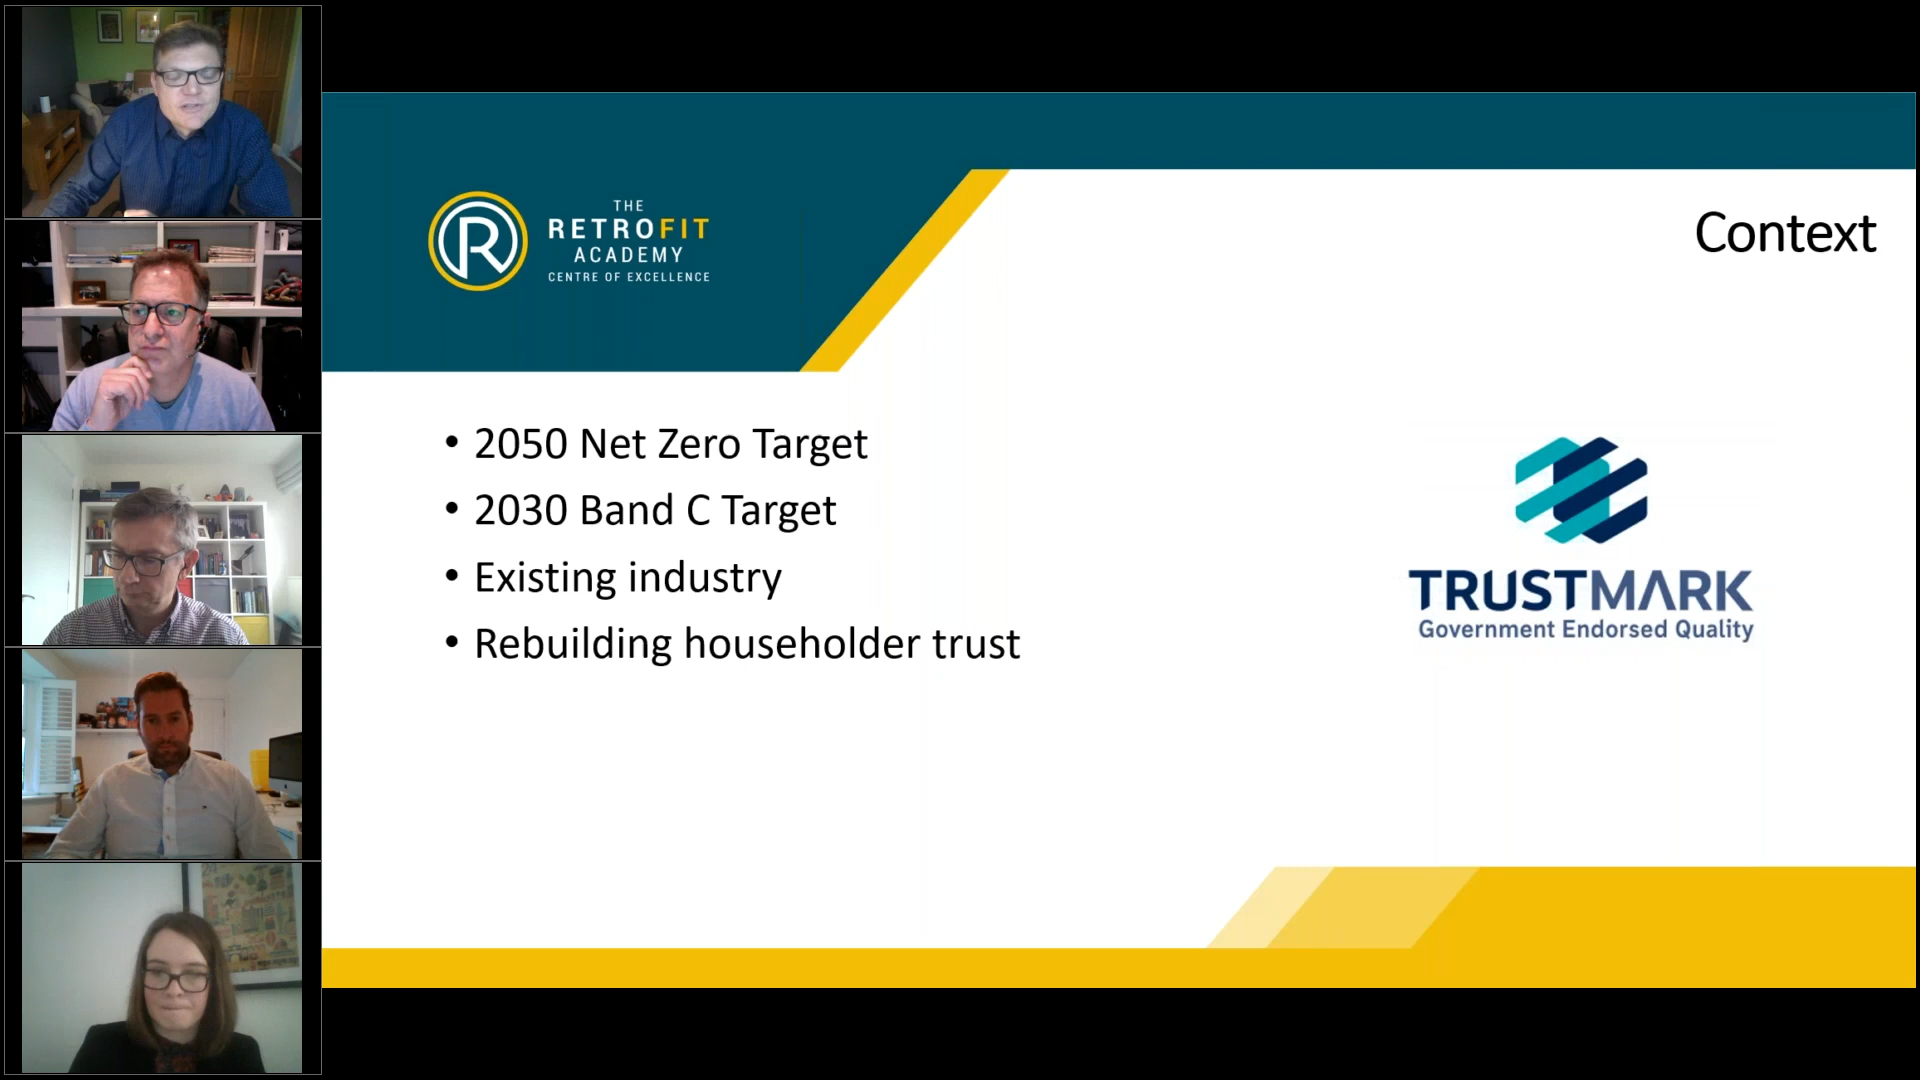 THE
RETROFIT
ACADEMY
CENTRE OF EXCELLENCE
Context
• 2050 Net Zero Target
• 2030 Band C Target
• Existing industry
• Rebuilding householder trust
TRUSTMARK
Government Endorsed Quality